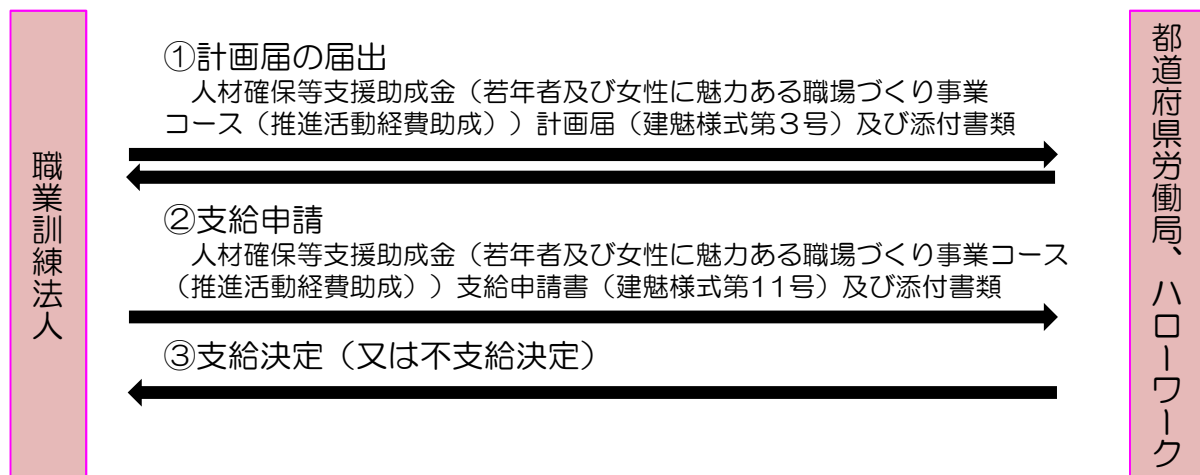 職業訓練法人
①計画届の届出
人材確保等支援助成金（若年者及び女性に魅力ある職場づくり事業
コース（推進活動経費助成））計画届（建魅様式第３号）及び添付書類
②支給申請
人材確保等支援助成金（若年者及び女性に魅力ある職場づくり事業コース
（推進活動経費助成））支給申請書（建魅様式第11号）及び添付書類
③支給決定（又は不支給決定）
都道府県労働局、ハローワーク